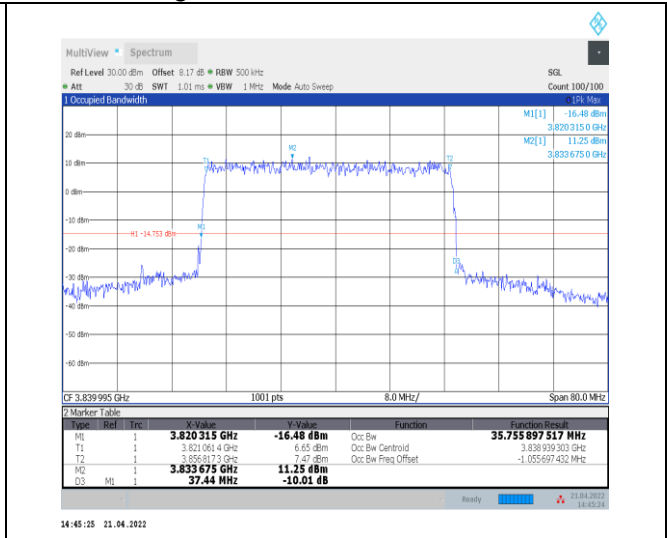 MultiView Spectrum
Ref Level 30.00 dBm Offset 8.17 dB RBW 500 kHz SGL
Att 30 dB SWT 1.01 ms VBW 1 MHz Mode Auto Sweep Count 100/100
1 Occupied Bandwidth 1Pk Max
M1[1] -16.48 dBm
3.820315 0 GHz
M2[1] 11.25 dBm
3.833675 0 GHz
20 dBm
M2
T1
T2
10 dBm
0 dBm
-10 dBm
M1
H1 -14.753 dBm
-20 dBm
D3
-30 dBm
-40 dBm
-50 dBm
-60 dBm
CF 3.839 995 GHz 1001 pts 8.0 MHz/ Span 80.0 MHz
2 Marker Table
Type Ref Trc X-Value Y-Value Function Function Result
M1 1 3.820 315 GHz -16.48 dBm Occ Bw 35.755 897 517 MHz
T1 1 3.821 061 4 GHz 6.65 dBm Occ Bw Centroid 3.838 939 303 GHz
T2 1 3.856 817 3 GHz 7.47 dBm Occ Bw Freq Offset -1.055 697 432 MHz
M2 1 3.833 675 GHz 11.25 dBm
D3 M1 1 37.44 MHz -10.01 dB
Ready 21.04.2022
14:45:24
14:45:25 21.04.2022